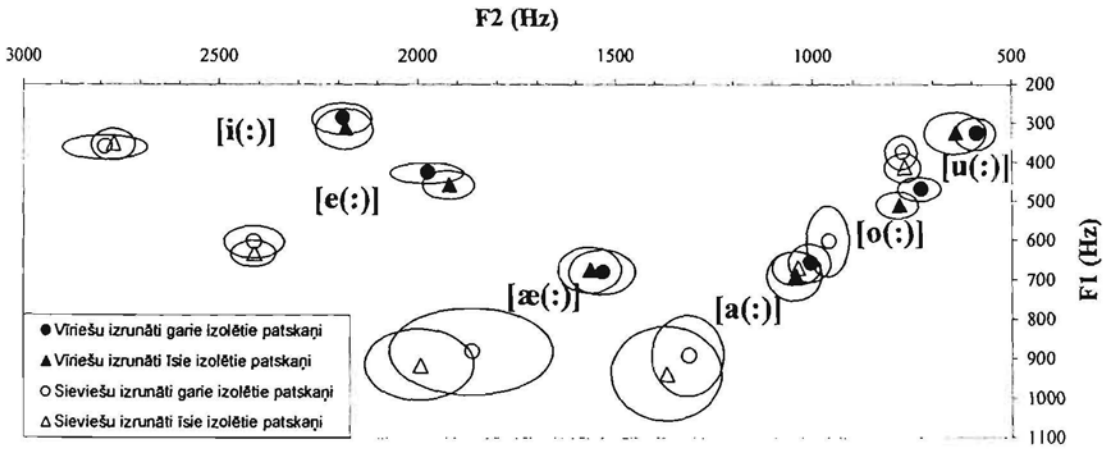 F2 (Hz)
3000 2500 2000 1500 1000 500
200
300
[i(:)]
400
[u(:)]
[e(:)]
500
[o(:)]
600
F1 (Hz)
700
[æ(:)]
[a(:)]
800
900
1000
1100
Vīriešu izrunāti garie izolētie patskaņi
Vīriešu izrunāti īsie izolētie patskaņi
Sieviešu izrunāti garie izolētie patskaņi
Sieviešu izrunāti īsie izolētie patskaņi